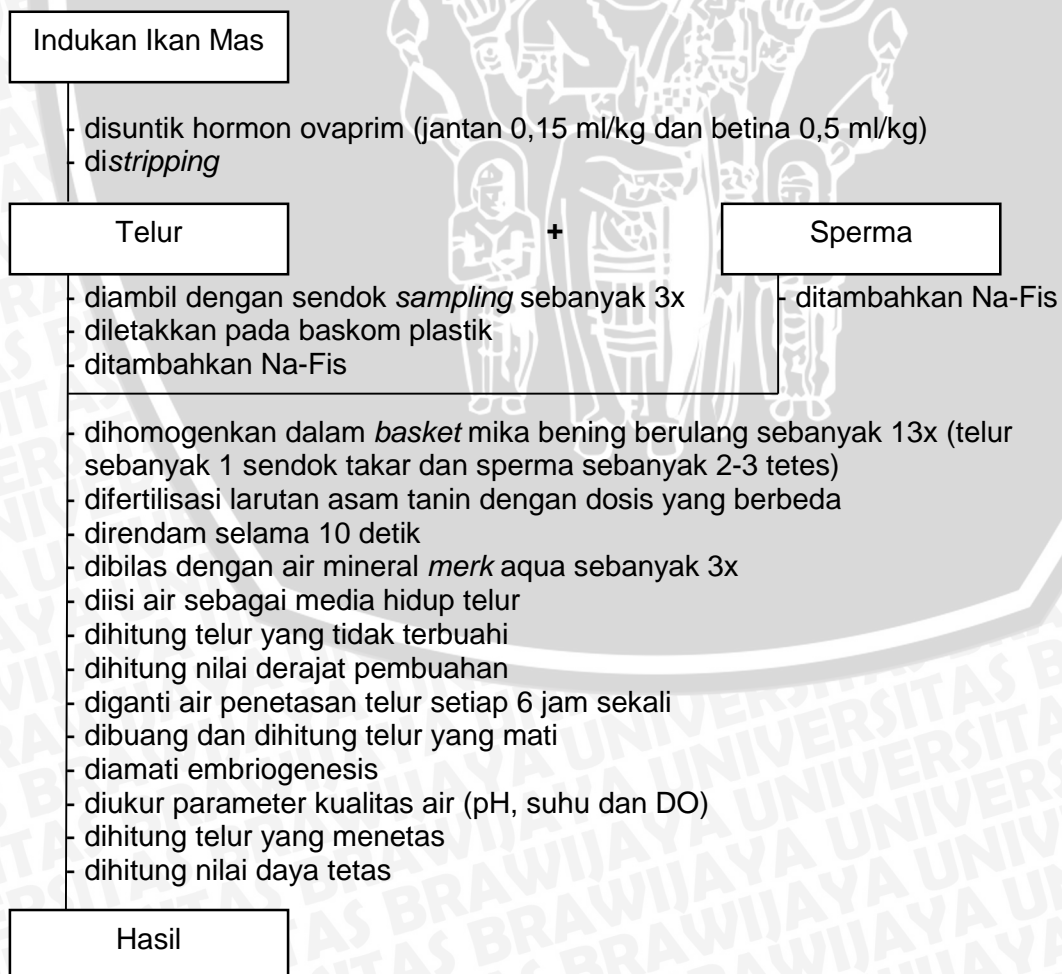 Indukan Ikan Mas
- disuntik hormon ovaprim (jantan 0,15 ml/kg dan betina 0,5 ml/kg)
- distripping
Telur + Sperma
- diambil dengan sendok sampling sebanyak 3x
- diletakkan pada baskom plastik
- ditambahkan Na-Fis
- ditambahkan Na-Fis
- dihomogenkan dalam basket mika bening berulang sebanyak 13x (telur
sebanyak 1 sendok takar dan sperma sebanyak 2-3 tetes)
- difertilisasi larutan asam tanin dengan dosis yang berbeda
- direndam selama 10 detik
- dibilas dengan air mineral merk aqua sebanyak 3x
- diisi air sebagai media hidup telur
- dihitung telur yang tidak terbuahi
- dihitung nilai derajat pembuahan
- diganti air penetasan telur setiap 6 jam sekali
- dibuang dan dihitung telur yang mati
- diamati embriogenesis
- diukur parameter kualitas air (pH, suhu dan DO)
- dihitung telur yang menetas
- dihitung nilai daya tetas
Hasil